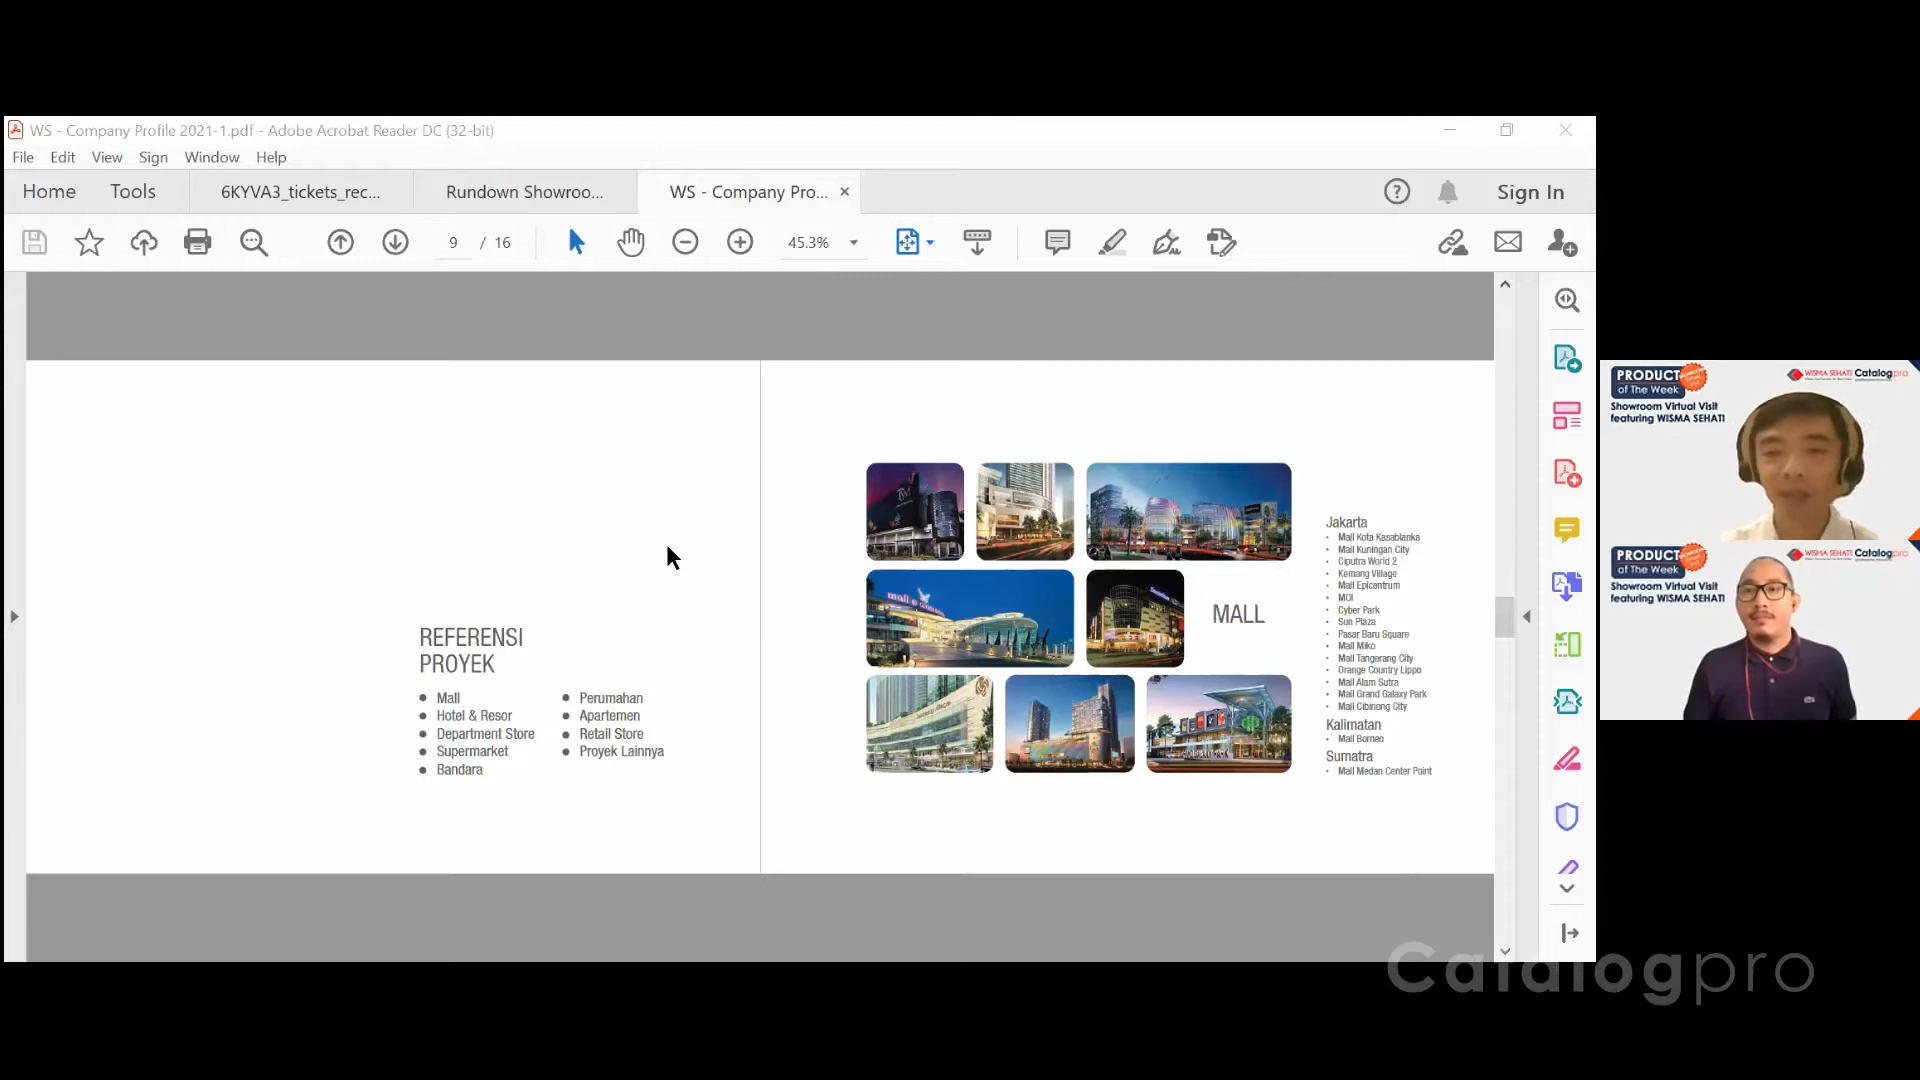 WS - Company Profile 2021-1.pdf - Adobe Acrobat Reader DC (32-bit)
File Edit View Sign Window Help
Home Tools 6KYVA3_tickets_rec... Rundown Showroo... WS - Company Pro... Sign In
9 / 16 45.3%
REFERENSI
PROYEK
Mall
Hotel & Resor
Department Store
Supermarket
Bandara
Perumahan
Apartemen
Retail Store
Proyek Lainnya
MALL
Jakarta
Mall Kota Kasablanka
Mall Kuningan City
Ciputra World 2
Kemang Village
Mall Epicentrum
MOI
Cyber Park
Sun Plaza
Pasar Baru Square
Mall Miko
Mall Tangerang City
Orange Country Lippo
Mall Alam Sutra
Mall Grand Galaxy Park
Mall Cibinong City
Kalimatan
Mall Borneo
Sumatra
Mall Medan Center Point
PRODUCT
of The Week
WISMA SEHATI Catalogpro
Showroom Virtual Visit
featuring WISMA SEHATI
PRODUCT
of The Week
WISMA SEHATI Catalogpro
Showroom Virtual Visit
featuring WISMA SEHATI
Catalogpro